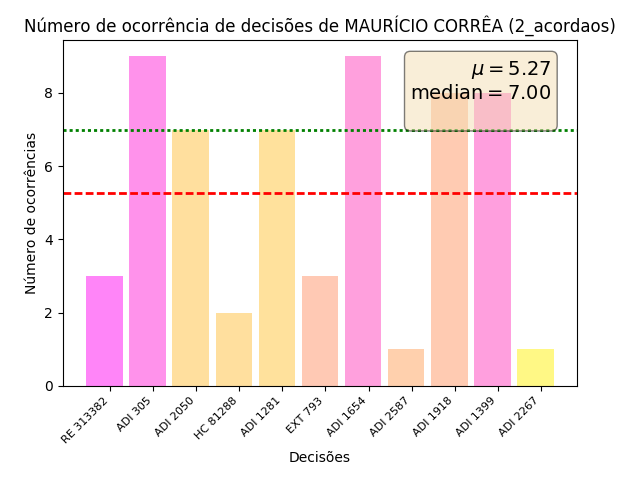 Número de ocorrência de decisões de MAURÍCIO CORRÊA (2_acordaos)
μ = 5.27
median = 7.00
Número de ocorrências
8
6
4
2
0
RE 313382
ADI 305
ADI 2050
HC 81288
ADI 1281
EXT 793
ADI 1654
ADI 2587
ADI 1918
ADI 1399
ADI 2267
Decisões